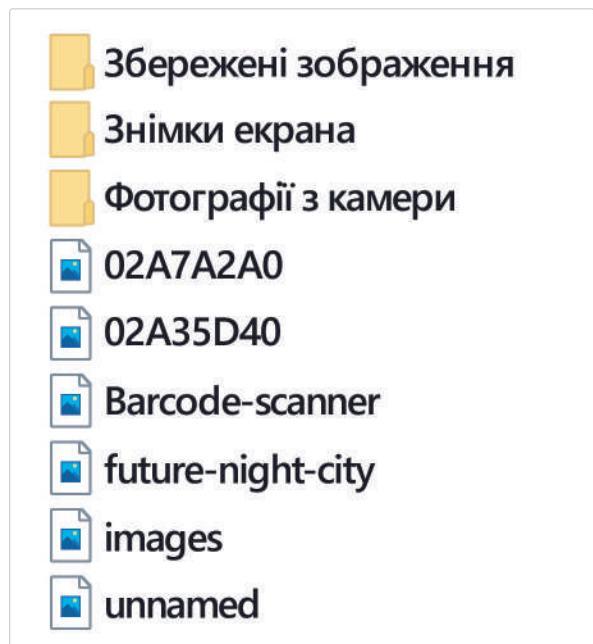 Збережені зображення
Знімки екрана
Фотографії з камери
02A7A2A0
02A35D40
Barcode-scanner
future-night-city
images
unnamed